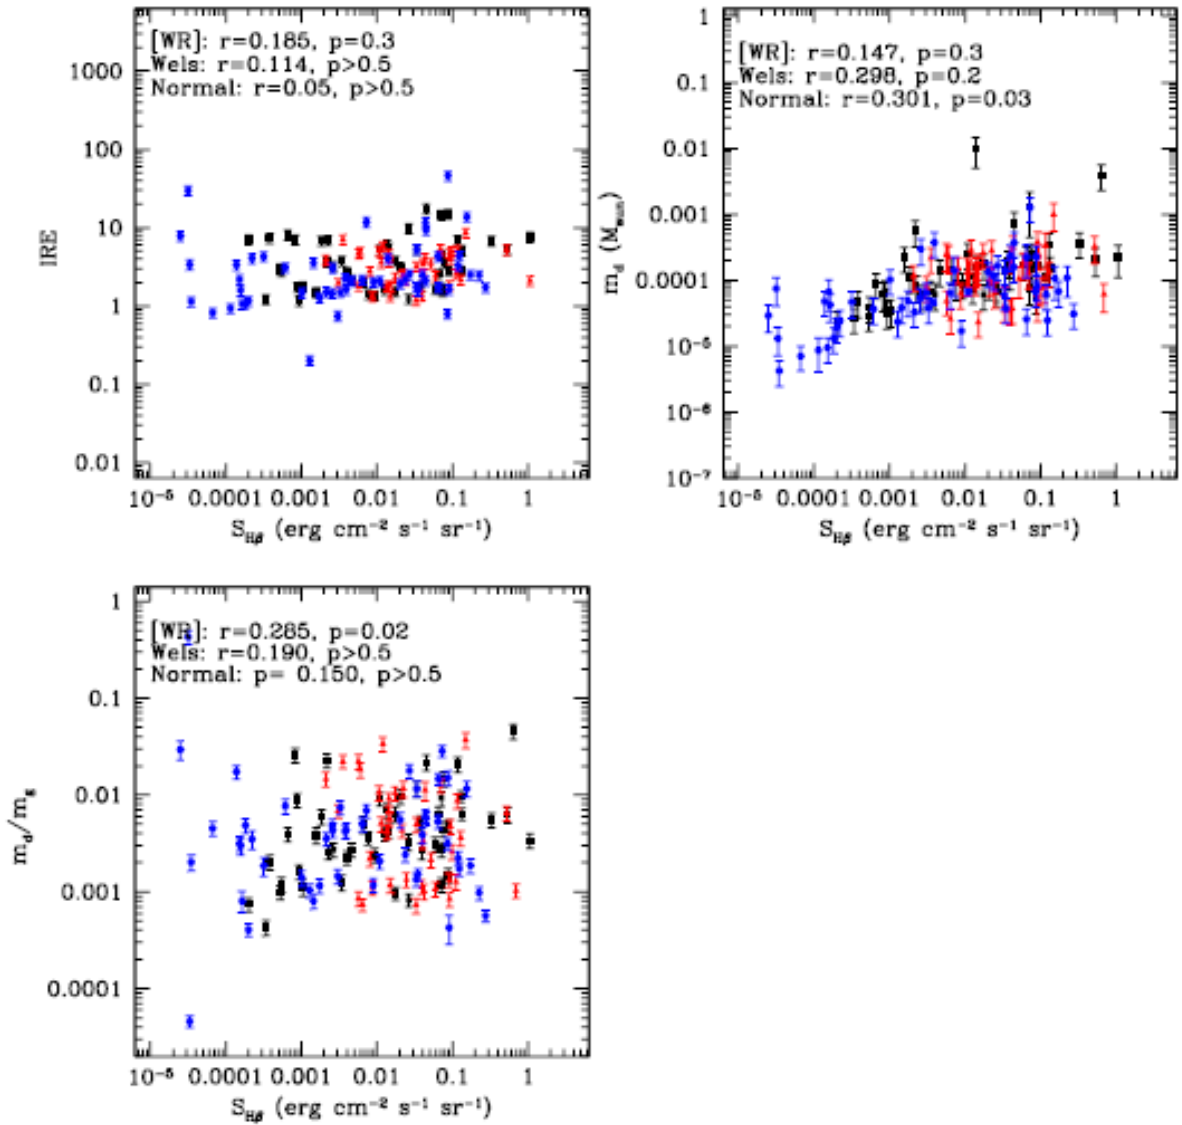 [WR]: r=0.185, p=0.3
Wels: r=0.114, p>0.5
Normal: r=0.05, p>0.5
1000
100
10
1
0.1
0.01
IRE
10⁻⁵ 0.0001 0.001 0.01 0.1 1
S_Hβ (erg cm⁻² s⁻¹ sr⁻¹)
[WR]: r=0.147, p=0.3
Wels: r=0.298, p=0.2
Normal: r=0.301, p=0.03
1
0.1
0.01
0.001
0.0001
10⁻⁵
10⁻⁶
10⁻⁷
m_d (M_sun)
10⁻⁵ 0.0001 0.01 0.1 1
S_Hβ (erg cm⁻² s⁻¹ sr⁻¹)
[WR]: r=0.285, p=0.02
Wels: r=0.190, p>0.5
Normal: p= 0.150, p>0.5
1
0.1
0.01
0.001
0.0001
m_d/m_g
10⁻⁵ 0.0001 0.001 0.01 0.1 1
S_Hβ (erg cm⁻² s⁻¹ sr⁻¹)